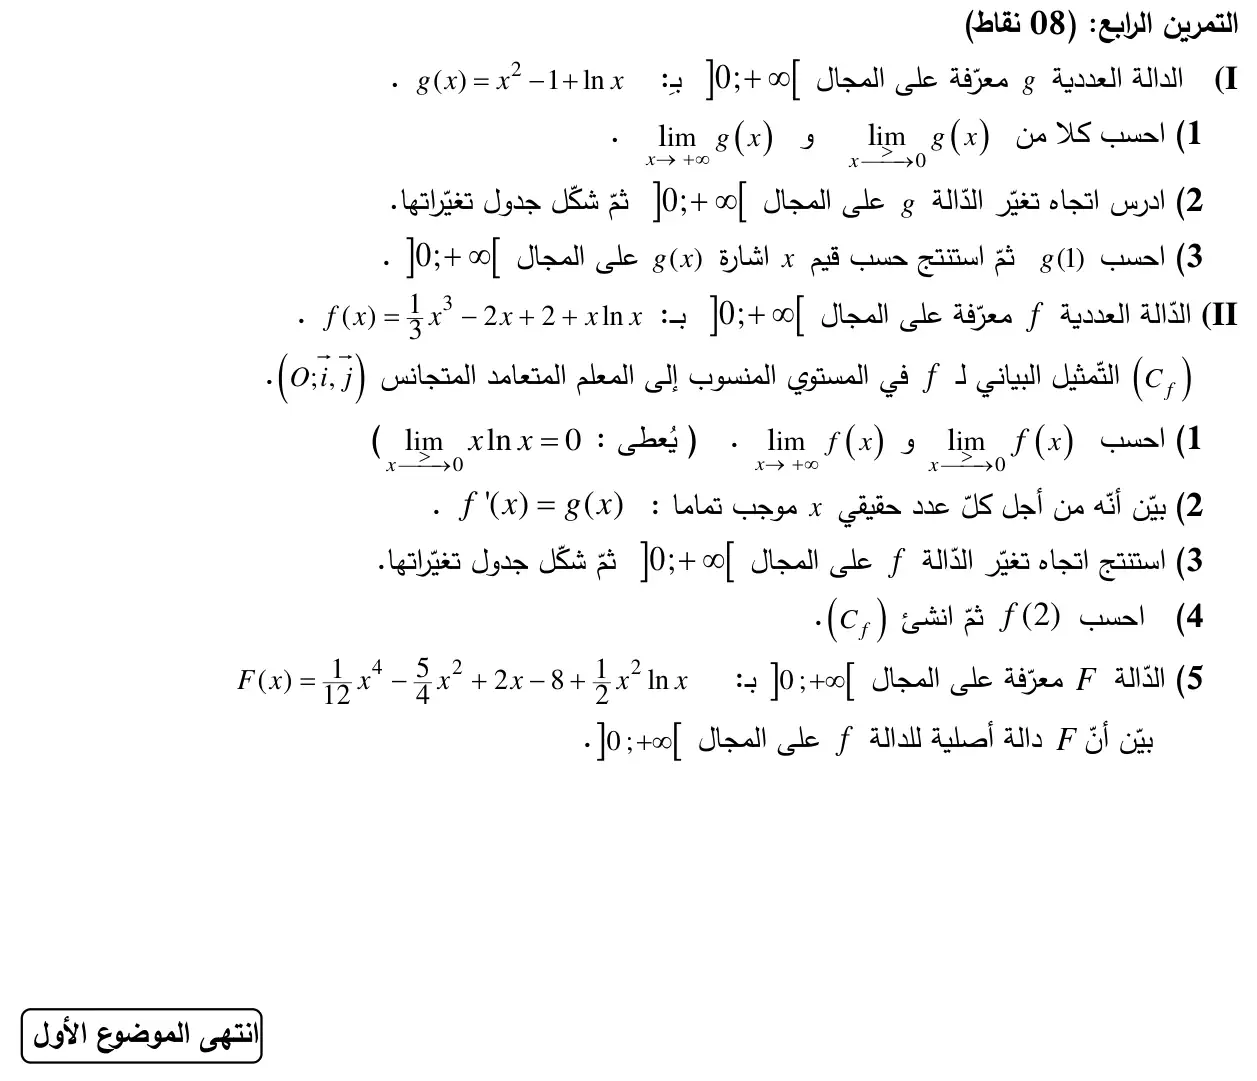 التمرين الرابع: (08 نقاط)
I) الدالة العددية g معرّفة على المجال ]0;+∞[ بـِ: g(x) = x² −1+ ln x .
1) احسب كلا من lim_{x→^{>}0} g(x) و lim_{x→ +∞} g(x) .
2) ادرس اتجاه تغيّر الدّالة g على المجال ]0;+∞[ ثمّ شكّل جدول تغيّراتها.
3) احسب g(1) ثمّ استنتج حسب قيم x اشارة g(x) على المجال ]0;+∞[ .
II) الدّالة العددية f معرّفة على المجال ]0;+∞[ بـ: f(x) = 1/3 x³ − 2x + 2 + x ln x .
(C_f) التّمثيل البياني لـ f في المستوي المنسوب إلى المعلم المتعامد المتجانس (O; i⃗, j⃗).
1) احسب lim_{x→^{>}0} f(x) و lim_{x→ +∞} f(x) . ( يُعطى : lim_{x→^{>}0} x ln x = 0 )
2) بيّن أنّه من أجل كلّ عدد حقيقي x موجب تماما : f '(x) = g(x) .
3) استنتج اتجاه تغيّر الدّالة f على المجال ]0;+∞[ ثمّ شكّل جدول تغيّراتها.
4) احسب f(2) ثمّ انشئ (C_f).
5) الدّالة F معرّفة على المجال ]0;+∞[ بـ: F(x) = 1/12 x⁴ − 5/4 x² + 2x − 8 + 1/2 x² ln x
بيّن أنّ F دالة أصلية للدالة f على المجال ]0;+∞[ .
انتهى الموضوع الأول